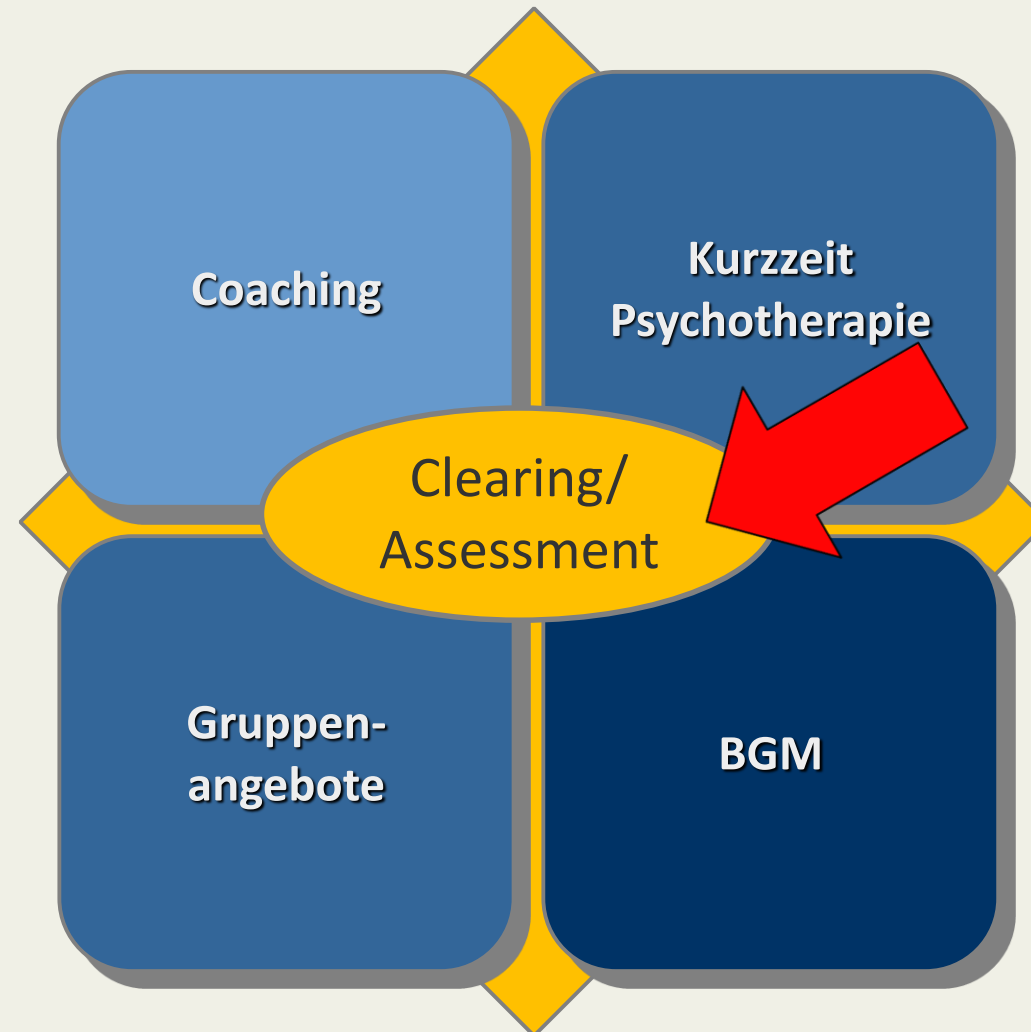 Coaching
Kurzzeit
Psychotherapie
Clearing/
Assessment
Gruppen-
angebote
BGM